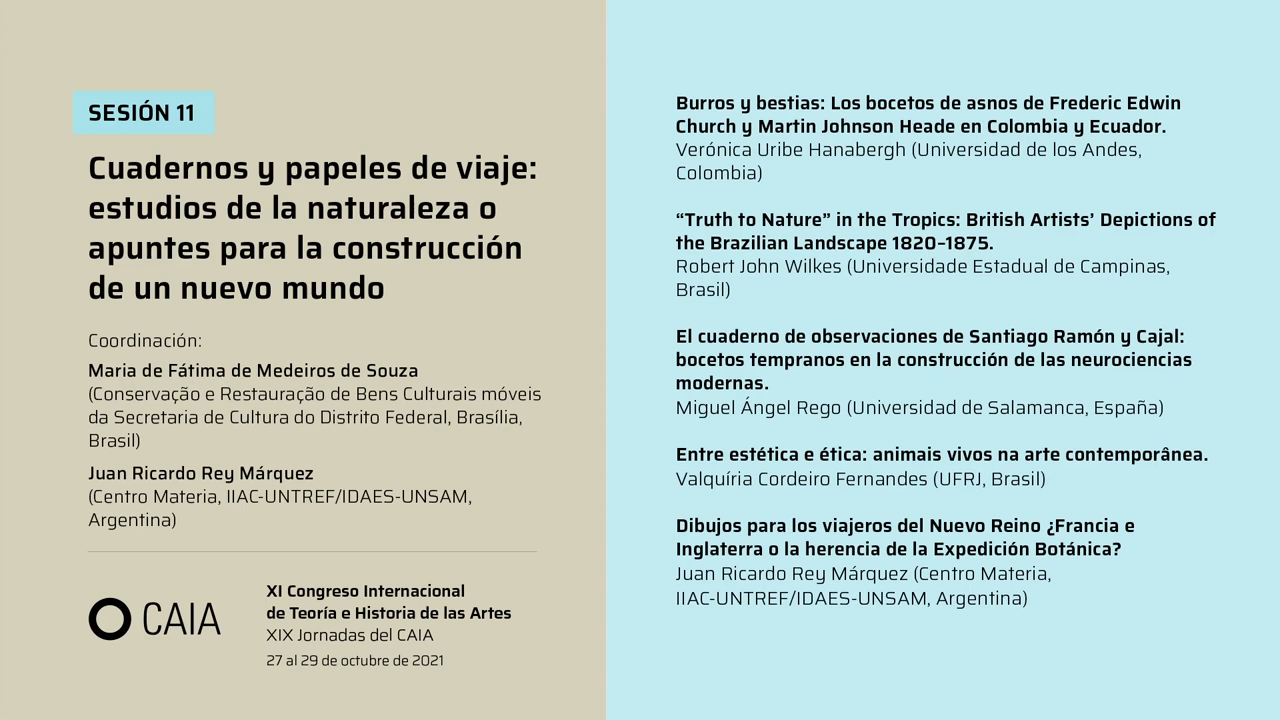 SESIÓN 11
Cuadernos y papeles de viaje:
estudios de la naturaleza o
apuntes para la construcción
de un nuevo mundo
Coordinación:
Maria de Fátima de Medeiros de Souza
(Conservação e Restauração de Bens Culturais móveis
da Secretaria de Cultura do Distrito Federal, Brasília,
Brasil)
Juan Ricardo Rey Márquez
(Centro Materia, IIAC-UNTREF/IDAES-UNSAM,
Argentina)
CAIA
XI Congreso Internacional
de Teoría e Historia de las Artes
XIX Jornadas del CAIA
27 al 29 de octubre de 2021
Burros y bestias: Los bocetos de asnos de Frederic Edwin
Church y Martin Johnson Heade en Colombia y Ecuador.
Verónica Uribe Hanabergh (Universidad de los Andes,
Colombia)
“Truth to Nature” in the Tropics: British Artists’ Depictions of
the Brazilian Landscape 1820–1875.
Robert John Wilkes (Universidade Estadual de Campinas,
Brasil)
El cuaderno de observaciones de Santiago Ramón y Cajal:
bocetos tempranos en la construcción de las neurociencias
modernas.
Miguel Ángel Rego (Universidad de Salamanca, España)
Entre estética e ética: animais vivos na arte contemporânea.
Valquíria Cordeiro Fernandes (UFRJ, Brasil)
Dibujos para los viajeros del Nuevo Reino ¿Francia e
Inglaterra o la herencia de la Expedición Botánica?
Juan Ricardo Rey Márquez (Centro Materia,
IIAC-UNTREF/IDAES-UNSAM, Argentina)